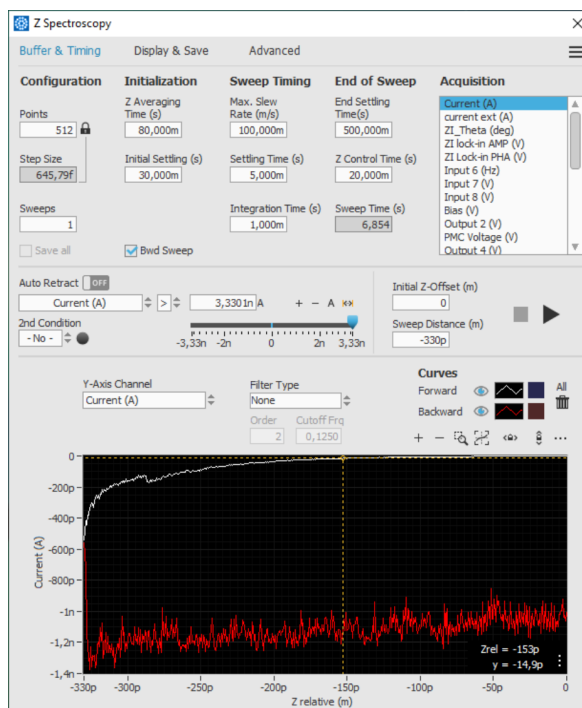 Z Spectroscopy
Buffer & Timing Display & Save Advanced
Configuration Initialization Sweep Timing End of Sweep Acquisition
Points
512
Step Size
645,79f
Sweeps
1
Save all
Z Averaging
Time (s)
80,000m
Initial Settling (s)
30,000m
Bwd Sweep
Max. Slew
Rate (m/s)
100,000m
Settling Time (s)
5,000m
Integration Time (s)
1,000m
End Settling
Time(s)
500,000m
Z Control Time (s)
20,000m
Sweep Time (s)
6,854
Current (A)
current ext (A)
ZI_Theta (deg)
ZI lock-in AMP (V)
ZI Lock-in PHA (V)
Input 6 (Hz)
Input 7 (V)
Input 8 (V)
Bias (V)
Output 2 (V)
PMC Voltage (V)
Output 4 (V)
Auto Retract OFF
Current (A) > 3,3301n A + − A
2nd Condition
- No -
-3,33n -2n 0 2n 3,33n
Initial Z-Offset (m)
0
Sweep Distance (m)
-330p
Y-Axis Channel
Current (A)
Filter Type
None
Order Cutoff Frq
2 0,1250
Curves
Forward
Backward
All
+ − ...
Current (A)
0
-200p
-400p
-600p
-800p
-1n
-1,2n
-1,4n
Zrel = -153p
y = -14,9p
-330p -300p -250p -200p -150p -100p -50p 0
Z relative (m)